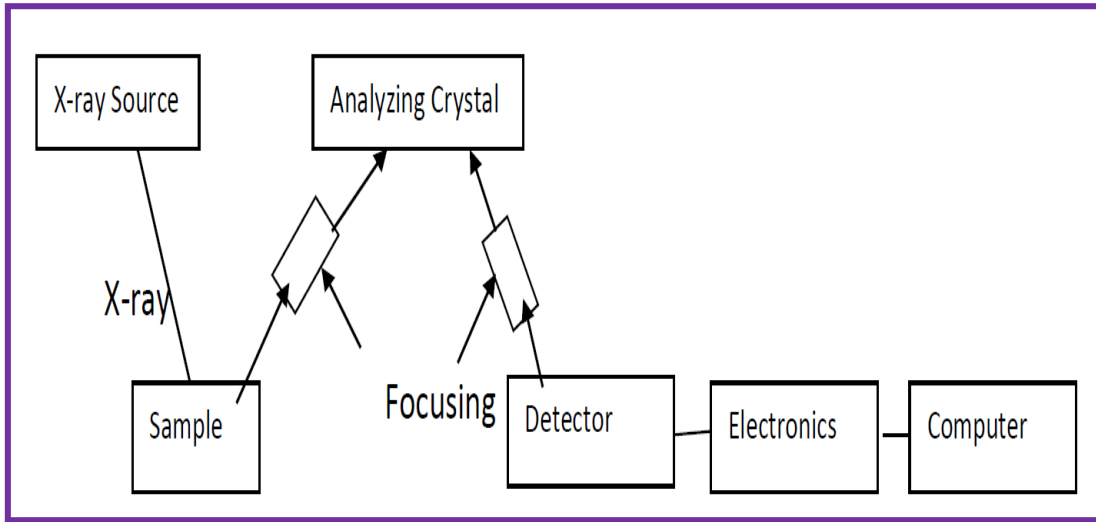 X-ray Source
Analyzing Crystal
X-ray
Focusing
Sample
Detector
Electronics
Computer